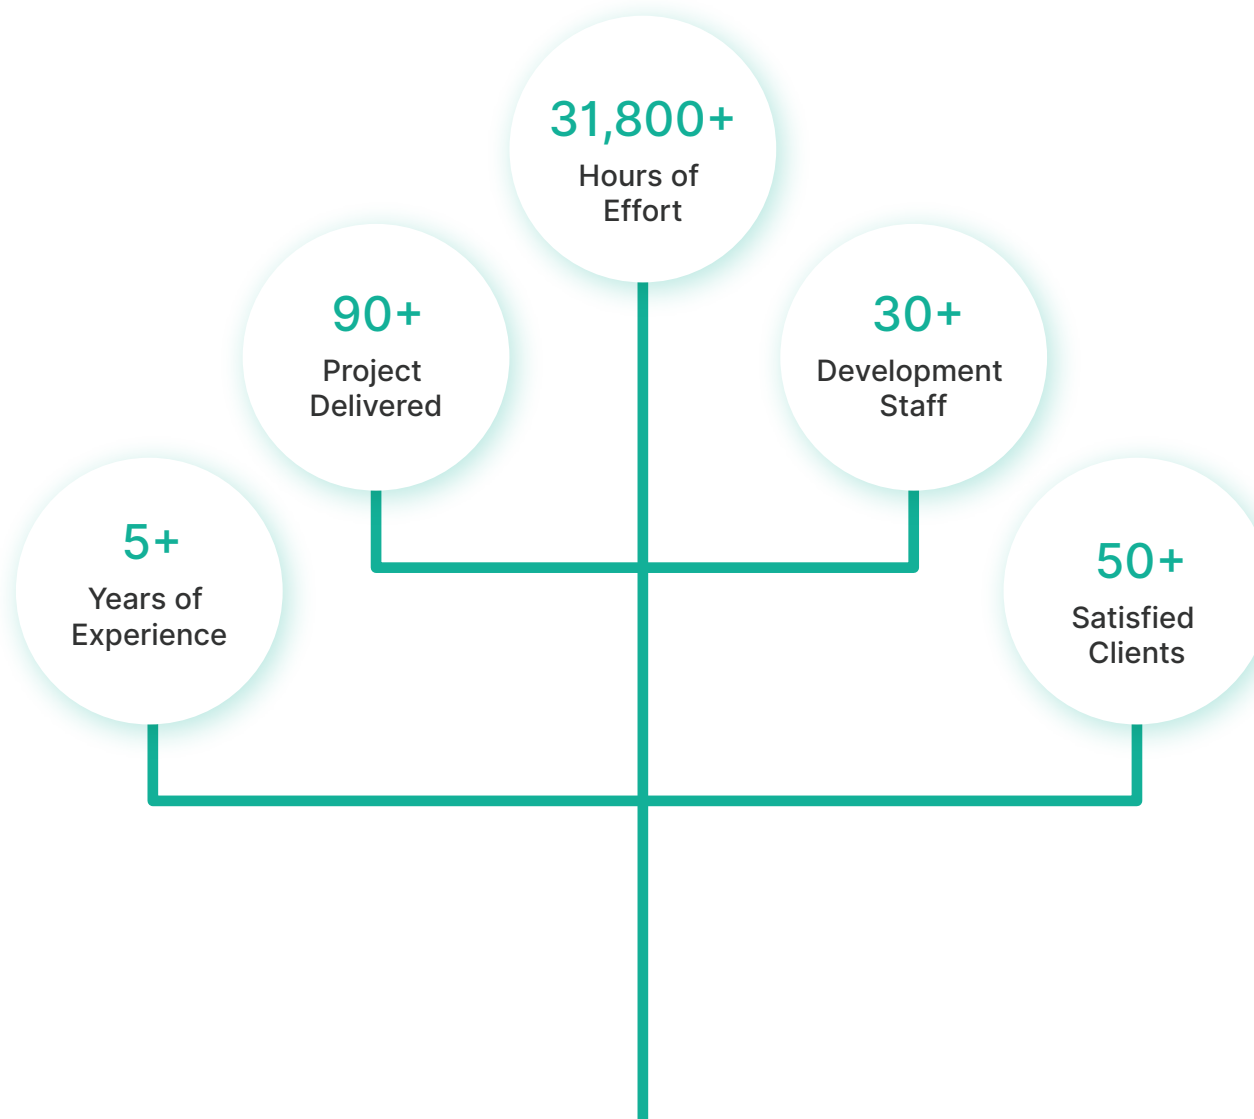 31,800+
Hours of
Effort
90+
Project
Delivered
30+
Development
Staff
5+
Years of
Experience
50+
Satisfied
Clients